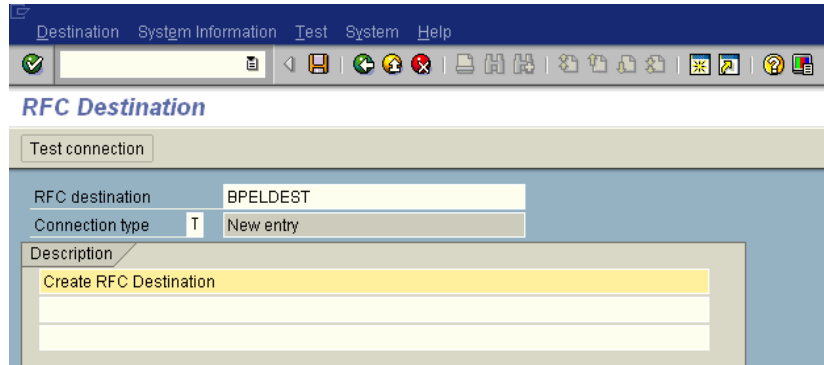 Destination System Information Test System Help
RFC Destination
Test connection
RFC destination BPELDEST
Connection type T New entry
Description
Create RFC Destination